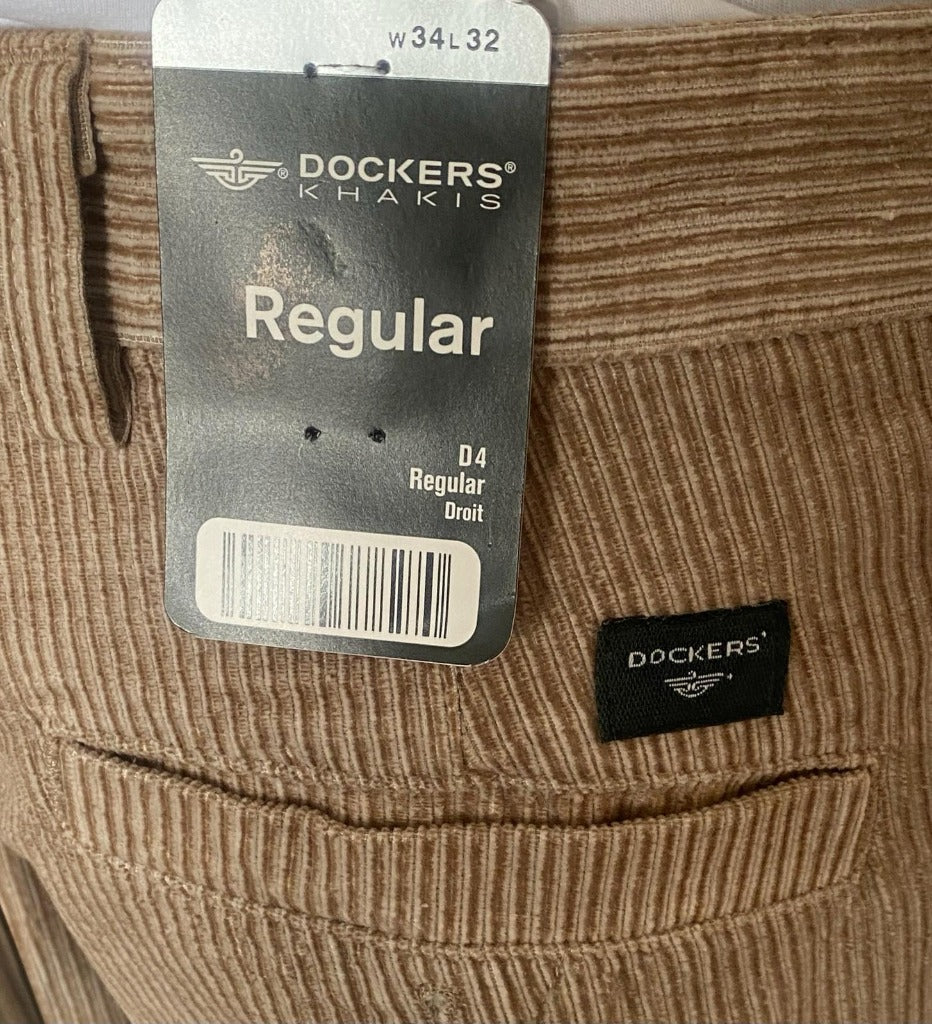 W34L32
DOCKERS®
KHAKIS
®
Regular
D4
Regular
Droit
DOCKERS